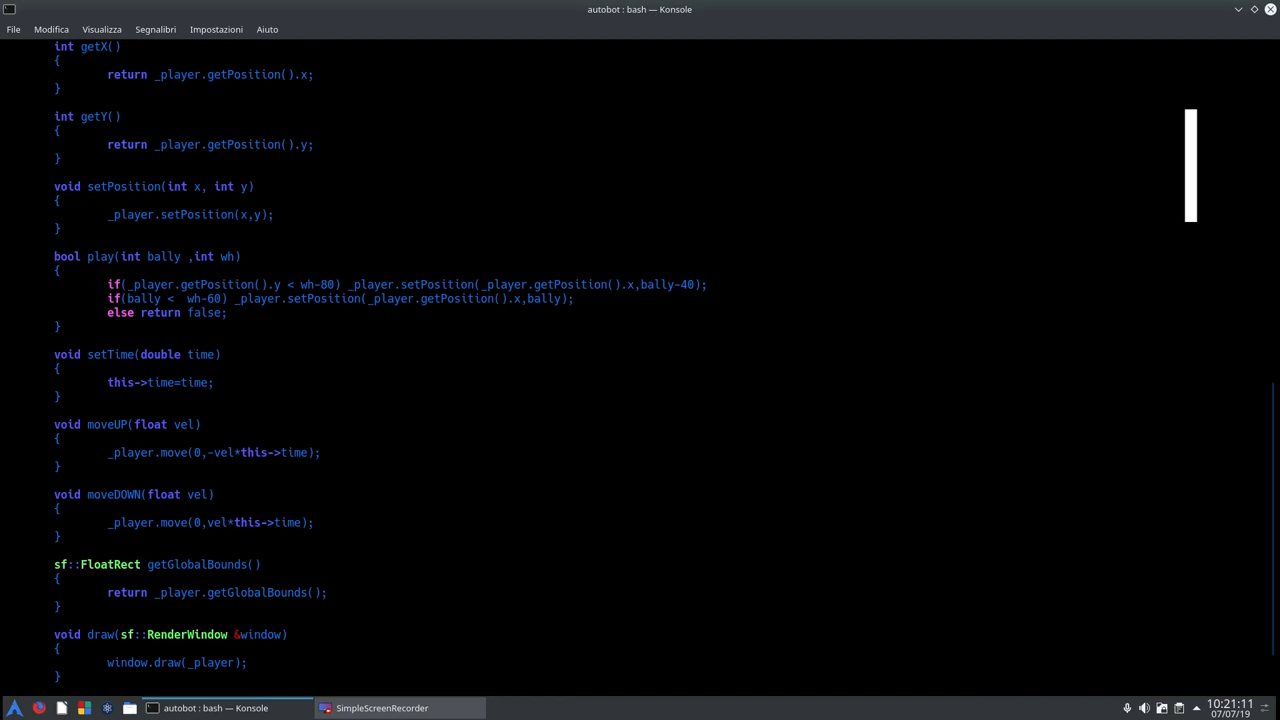 autobot : bash — Konsole
File Modifica Visualizza Segnalibri Impostazioni Aiuto
int getX()
{
return _player.getPosition().x;
}
int getY()
{
return _player.getPosition().y;
}
void setPosition(int x, int y)
{
_player.setPosition(x,y);
}
bool play(int bally ,int wh)
{
if(_player.getPosition().y < wh-80) _player.setPosition(_player.getPosition().x,bally-40);
if(bally <  wh-60) _player.setPosition(_player.getPosition().x,bally);
else return false;
}
void setTime(double time)
{
this->time=time;
}
void moveUP(float vel)
{
_player.move(0,-vel*this->time);
}
void moveDOWN(float vel)
{
_player.move(0,vel*this->time);
}
sf::FloatRect getGlobalBounds()
{
return _player.getGlobalBounds();
}
void draw(sf::RenderWindow &window)
{
window.draw(_player);
}
autobot : bash — Konsole SimpleScreenRecorder 10:21:11
07/07/19